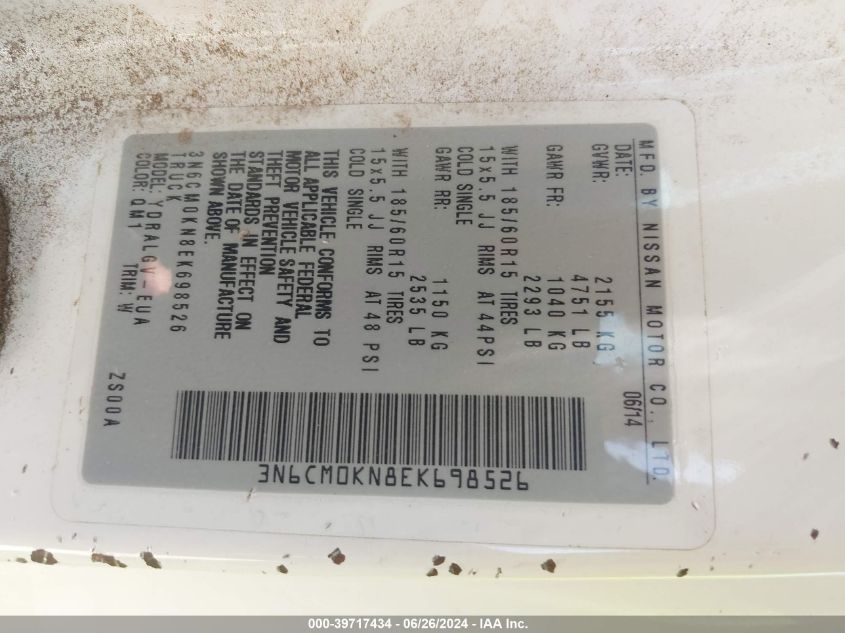 MFD. BY NISSAN MOTOR CO., LTD.
DATE: 06/14
GVWR: 2155 KG
4751 LB
GAWR FR: 1040 KG
2293 LB
WITH 185/60R15 TIRES
15x5.5 JJ RIMS AT 44PSI
COLD SINGLE
GAWR RR: 1150 KG
2535 LB
WITH 185/60R15 TIRES
15x5.5 JJ RIMS AT 48 PSI
COLD SINGLE
THIS VEHICLE CONFORMS TO
ALL APPLICABLE FEDERAL
MOTOR VEHICLE SAFETY AND
THEFT PREVENTION
STANDARDS IN EFFECT ON
THE DATE OF MANUFACTURE
SHOWN ABOVE.
3N6CM0KN8EK698526
TRUCK
MODEL: YDRALGV-EUA
COLOR: QM1 TRIM: W
ZS00A
3N6CM0KN8EK698526
000-39717434 - 06/26/2024 - IAA Inc.